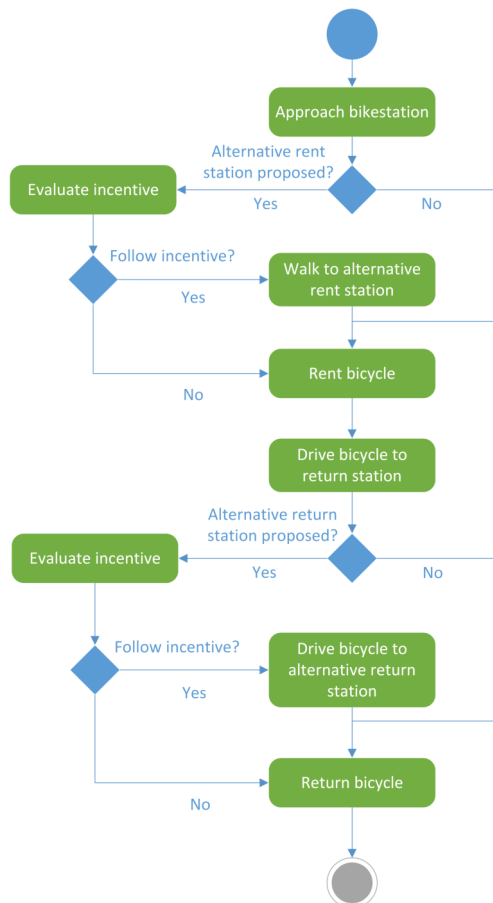 Approach bikestation
Alternative rent
station proposed?
Evaluate incentive
Yes
No
Follow incentive?
Walk to alternative
rent station
Yes
Rent bicycle
No
Drive bicycle to
return station
Alternative return
station proposed?
Evaluate incentive
Yes
No
Follow incentive?
Drive bicycle to
alternative return
station
Yes
Return bicycle
No